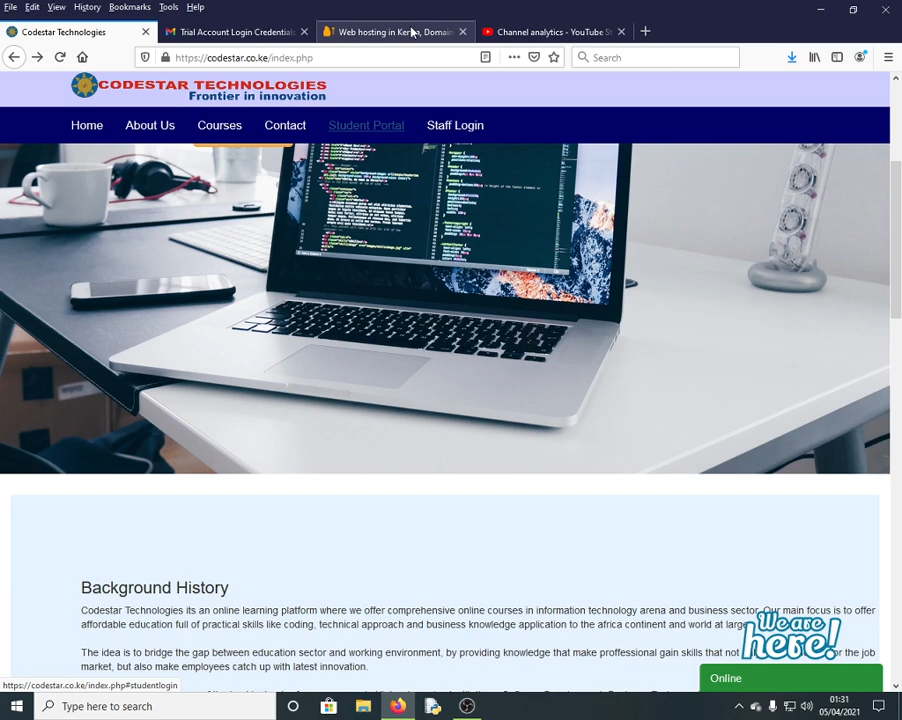 File Edit View History Bookmarks Tools Help
Codestar Technologies
Trial Account Login Credentials
Web hosting in Kenya, Domain
Channel analytics - YouTube St
https://codestar.co.ke/index.php
Search
CODESTAR TECHNOLOGIES
Frontier in innovation
Home About Us Courses Contact Student Portal Staff Login
Background History
Codestar Technologies its an online learning platform where we offer comprehensive online courses in information technology arena and business sector. Our main focus is to offer
affordable education full of practical skills like coding, technical approach and business knowledge application to the africa continent and world at large
The idea is to bridge the gap between education sector and working environment, by providing knowledge that make proffessional gain skills that not for the job
market, but also make employees catch up with latest innovation.
We are
here!
Online
https://codestar.co.ke/index.php#studentlogin
Type here to search
01:31
05/04/2021